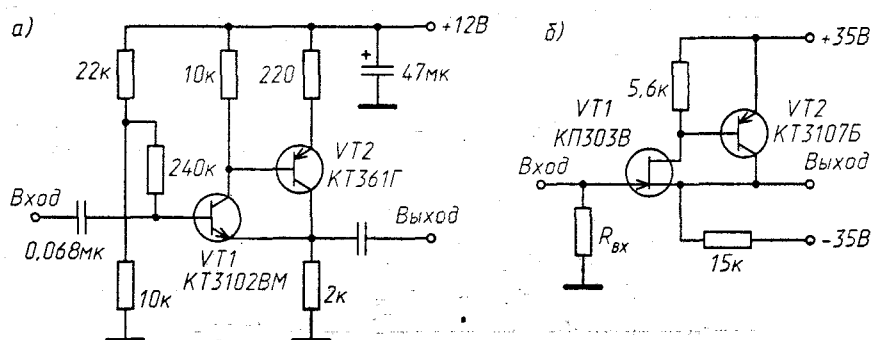 а)
+12В
22к
10к
220
47мк
240к
VT2
КТ361Г
Вход
0,068мк
VT1
КТ3102ВМ
Выход
10к
2к
б)
+35В
5,6к
VT1
КП303В
VT2
КТ3107Б
Вход
Выход
Rвх
-35В
15к